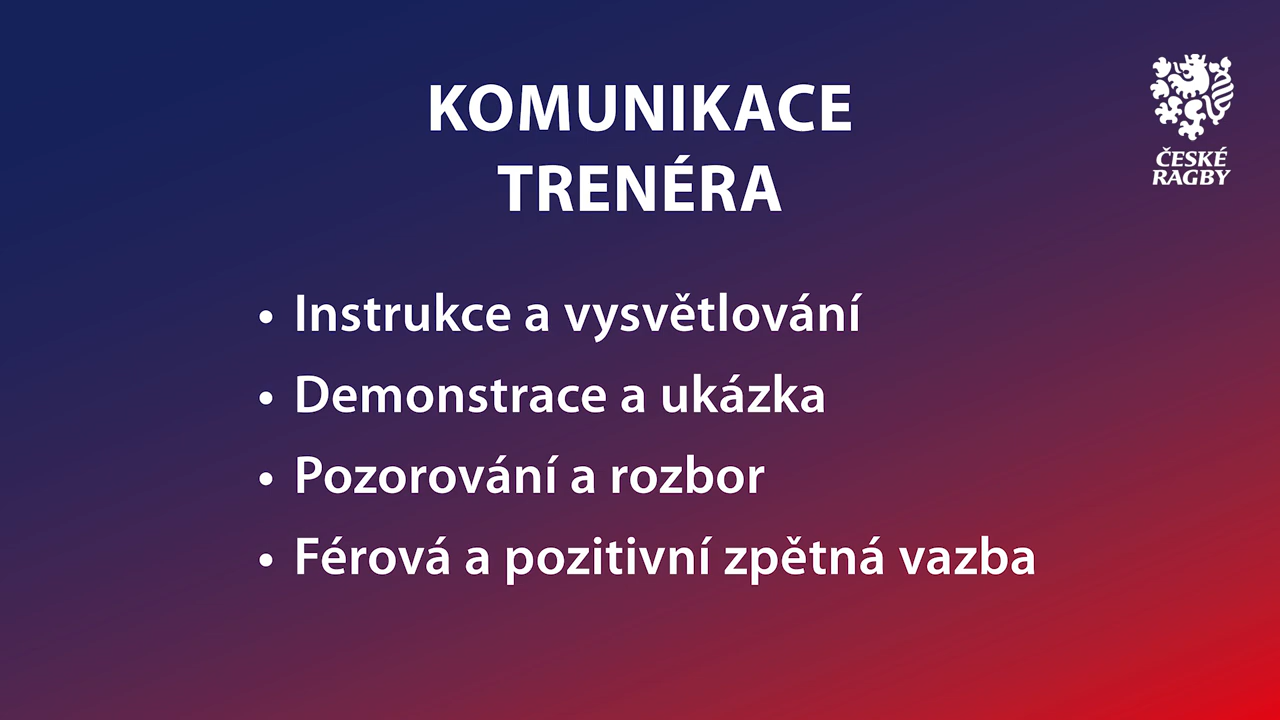 KOMUNIKACE
TRENÉRA
ČESKÉ
RAGBY
• Instrukce a vysvětlování
• Demonstrace a ukázka
• Pozorování a rozbor
• Férová a pozitivní zpětná vazba